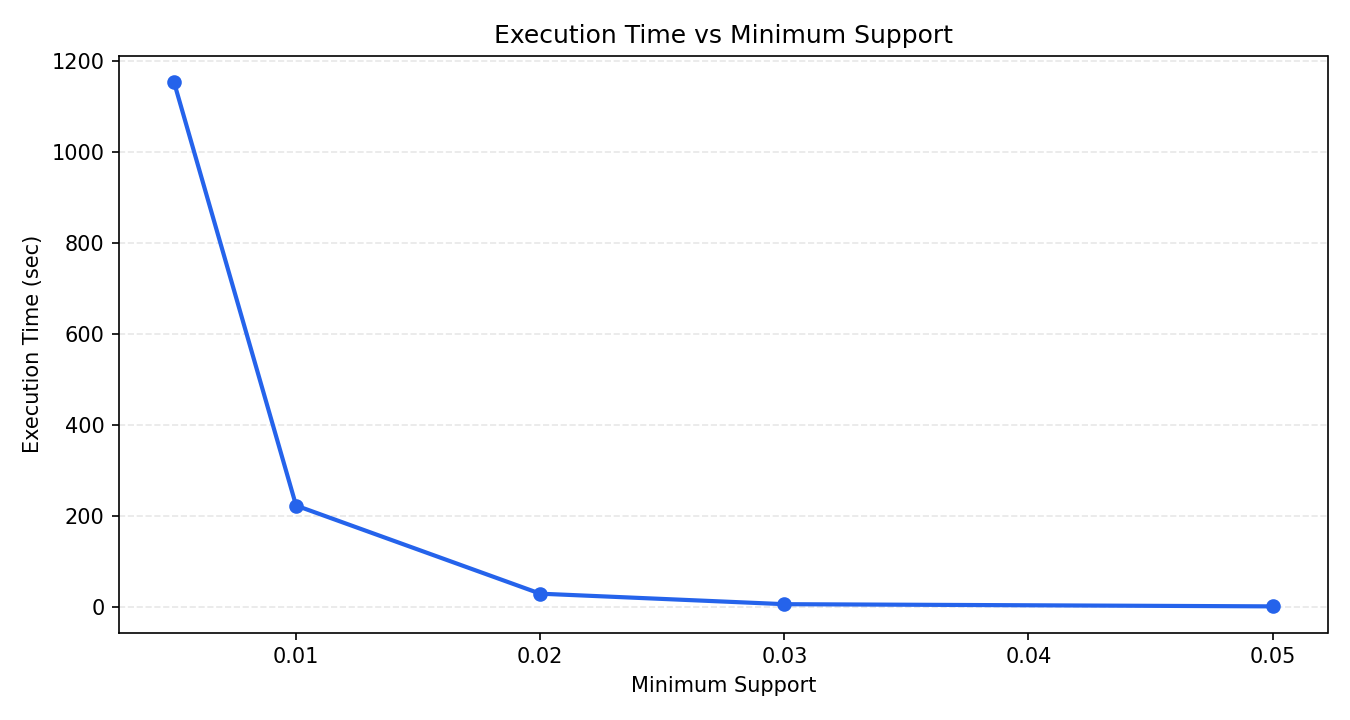 Execution Time vs Minimum Support
1200
1000
800
600
400
200
0
Execution Time (sec)
0.01 0.02 0.03 0.04 0.05
Minimum Support